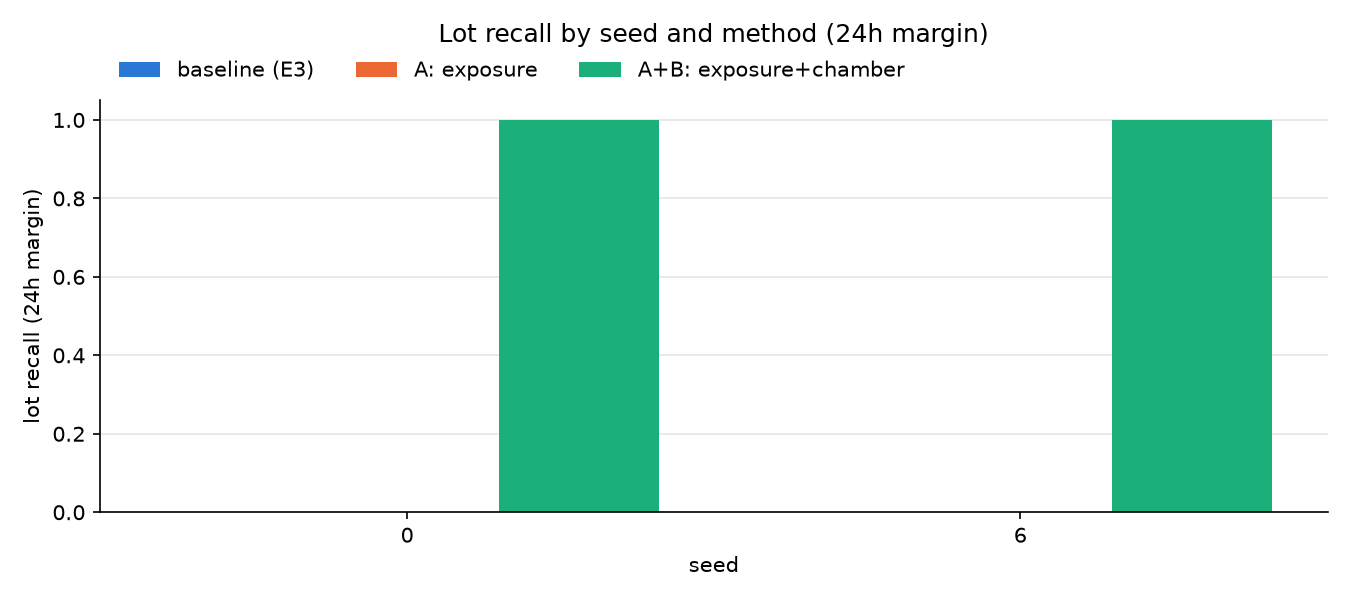 Lot recall by seed and method (24h margin)
baseline (E3) A: exposure A+B: exposure+chamber
lot recall (24h margin)
1.0
0.8
0.6
0.4
0.2
0.0
0 6
seed